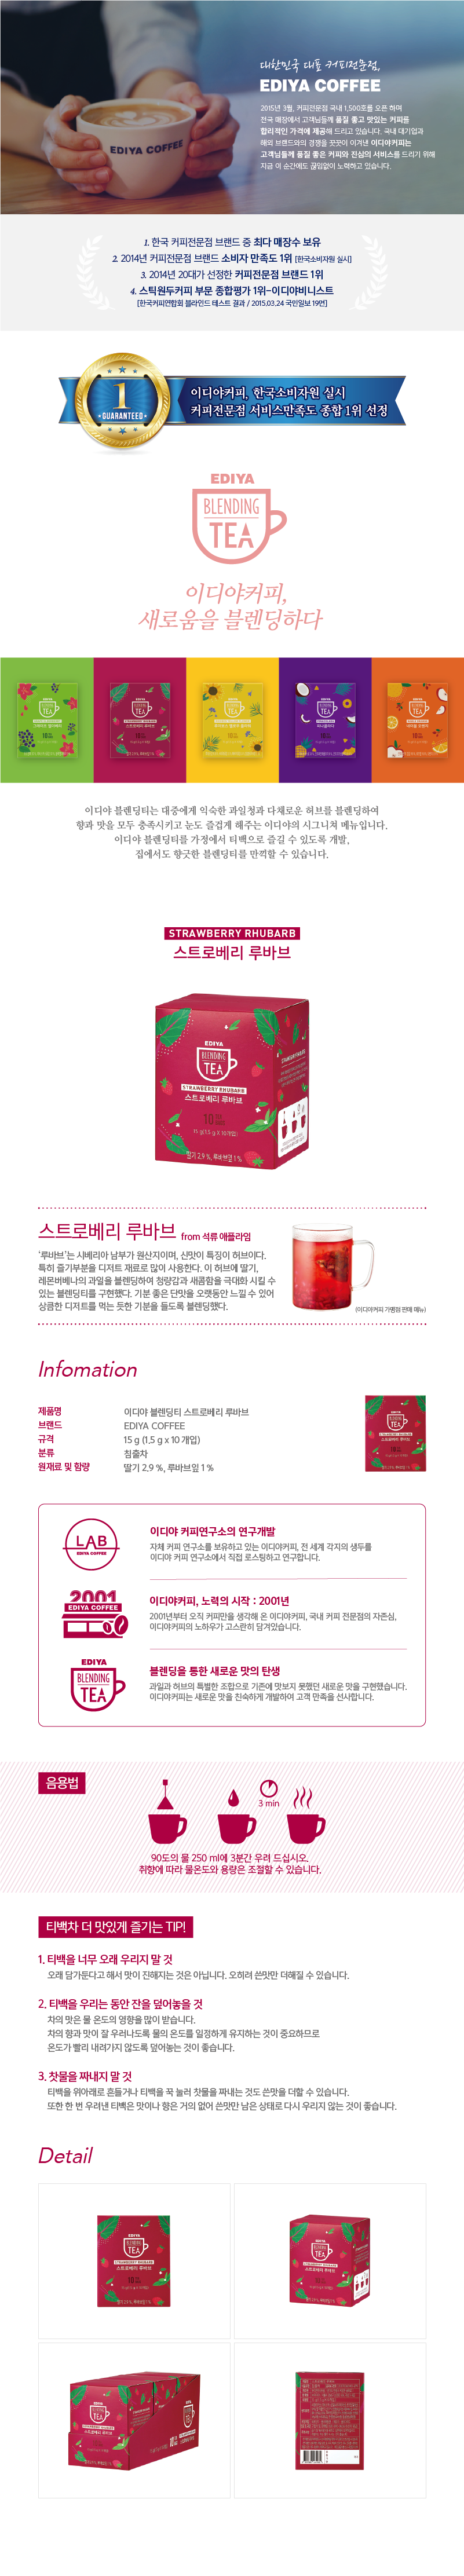 대한민국 대표 커피전문점,
EDIYA COFFEE
2015년 3월, 커피전문점 국내 1,500호를 오픈 하며
전국 매장에서 고객님들께 품질 좋고 맛있는 커피를
합리적인 가격에 제공해 드리고 있습니다. 국내 대기업과
해외 브랜드와의 경쟁을 꿋꿋이 이겨낸 이디야커피는
고객님들께 품질 좋은 커피와 진심의 서비스를 드리기 위해
지금 이 순간에도 끊임없이 노력하고 있습니다.
EDIYA COFFEE
1. 한국 커피전문점 브랜드 중 최다 매장수 보유
2. 2014년 커피전문점 브랜드 소비자 만족도 1위 [한국소비자원 실시]
3. 2014년 20대가 선정한 커피전문점 브랜드 1위
4. 스틱원두커피 부문 종합평가 1위-이디야비니스트
[한국커피연합회 블라인드 테스트 결과 / 2015.03.24 국민일보 19면]
1
GUARANTEED
이디야커피, 한국소비자원 실시
커피전문점 서비스만족도 종합 1위 선정
EDIYA
BLENDING
TEA
이디야커피,
새로움을 블렌딩하다
이디야 블렌딩티는 대중에게 익숙한 과일청과 다채로운 허브를 블렌딩하여
향과 맛을 모두 충족시키고 눈도 즐겁게 해주는 이디야의 시그니쳐 메뉴입니다.
이디야 블렌딩티를 가정에서 티백으로 즐길 수 있도록 개발,
집에서도 향긋한 블렌딩티를 만끽할 수 있습니다.
STRAWBERRY RHUBARB
스트로베리 루바브
EDIYA
BLENDING
TEA
STRAWBERRY RHUBARB
스트로베리 루바브
10
15 g(1.5 g X 10개입)
딸기 2.9 %, 루바브잎 1 %
스트로베리 루바브 from 석류 애플라임
'루바브'는 시베리아 남부가 원산지이며, 신맛이 특징이 허브이다.
특히 줄기부분을 디저트 재료로 많이 사용한다. 이 허브에 딸기,
레몬버베나의 과일을 블렌딩하여 청량감과 새콤함을 극대화 시킬 수
있는 블렌딩티를 구현했다. 기분 좋은 단맛을 오랫동안 느낄 수 있어
상큼한 디저트를 먹는 듯한 기분을 들도록 블렌딩했다.
(이디야커피 가맹점 판매 메뉴)
Infomation
제품명 이디야 블렌딩티 스트로베리 루바브
브랜드 EDIYA COFFEE
규격 15 g (1.5 g x 10 개입)
분류 침출차
원재료 및 함량 딸기 2.9 %, 루바브잎 1 %
LAB
EDIYA COFFEE
이디야 커피연구소의 연구개발
자체 커피 연구소를 보유하고 있는 이디야커피, 전 세계 각지의 생두를
이디야 커피 연구소에서 직접 로스팅하고 연구합니다.
2001
EDIYA COFFEE
이디야커피, 노력의 시작 : 2001년
2001년부터 오직 커피만을 생각해 온 이디야커피, 국내 커피 전문점의 자존심,
이디야커피의 노하우가 고스란히 담겨있습니다.
EDIYA
BLENDING
TEA
블렌딩을 통한 새로운 맛의 탄생
과일과 허브의 특별한 조합으로 기존에 맛보지 못했던 새로운 맛을 구현했습니다.
이디야커피는 새로운 맛을 친숙하게 개발하여 고객 만족을 선사합니다.
음용법
3 min
90도의 물 250 ml에 3분간 우려 드십시오.
취향에 따라 물온도와 용량은 조절할 수 있습니다.
티백차 더 맛있게 즐기는 TIP!
1. 티백을 너무 오래 우리지 말 것
오래 담가둔다고 해서 맛이 진해지는 것은 아닙니다. 오히려 쓴맛만 더해질 수 있습니다.
2. 티백을 우리는 동안 잔을 덮어놓을 것
차의 맛은 물 온도의 영향을 많이 받습니다.
차의 향과 맛이 잘 우러나도록 물의 온도를 일정하게 유지하는 것이 중요하므로
온도가 빨리 내려가지 않도록 덮어놓는 것이 좋습니다.
3. 찻물을 짜내지 말 것
티백을 위아래로 흔들거나 티백을 꾹 눌러 찻물을 짜내는 것도 쓴맛을 더할 수 있습니다.
또한 한 번 우려낸 티백은 맛이나 향은 거의 없어 쓴맛만 남은 상태로 다시 우리지 않는 것이 좋습니다.
Detail
EDIYA
BLENDING
TEA
STRAWBERRY RHUBARB
스트로베리 루바브
10